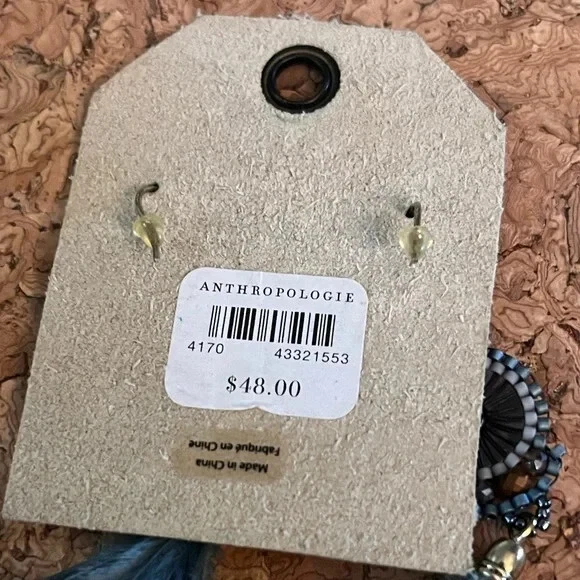 ANTHROPOLOGIE
4170 43321553
$48.00
Made in China
Fabriqué en Chine